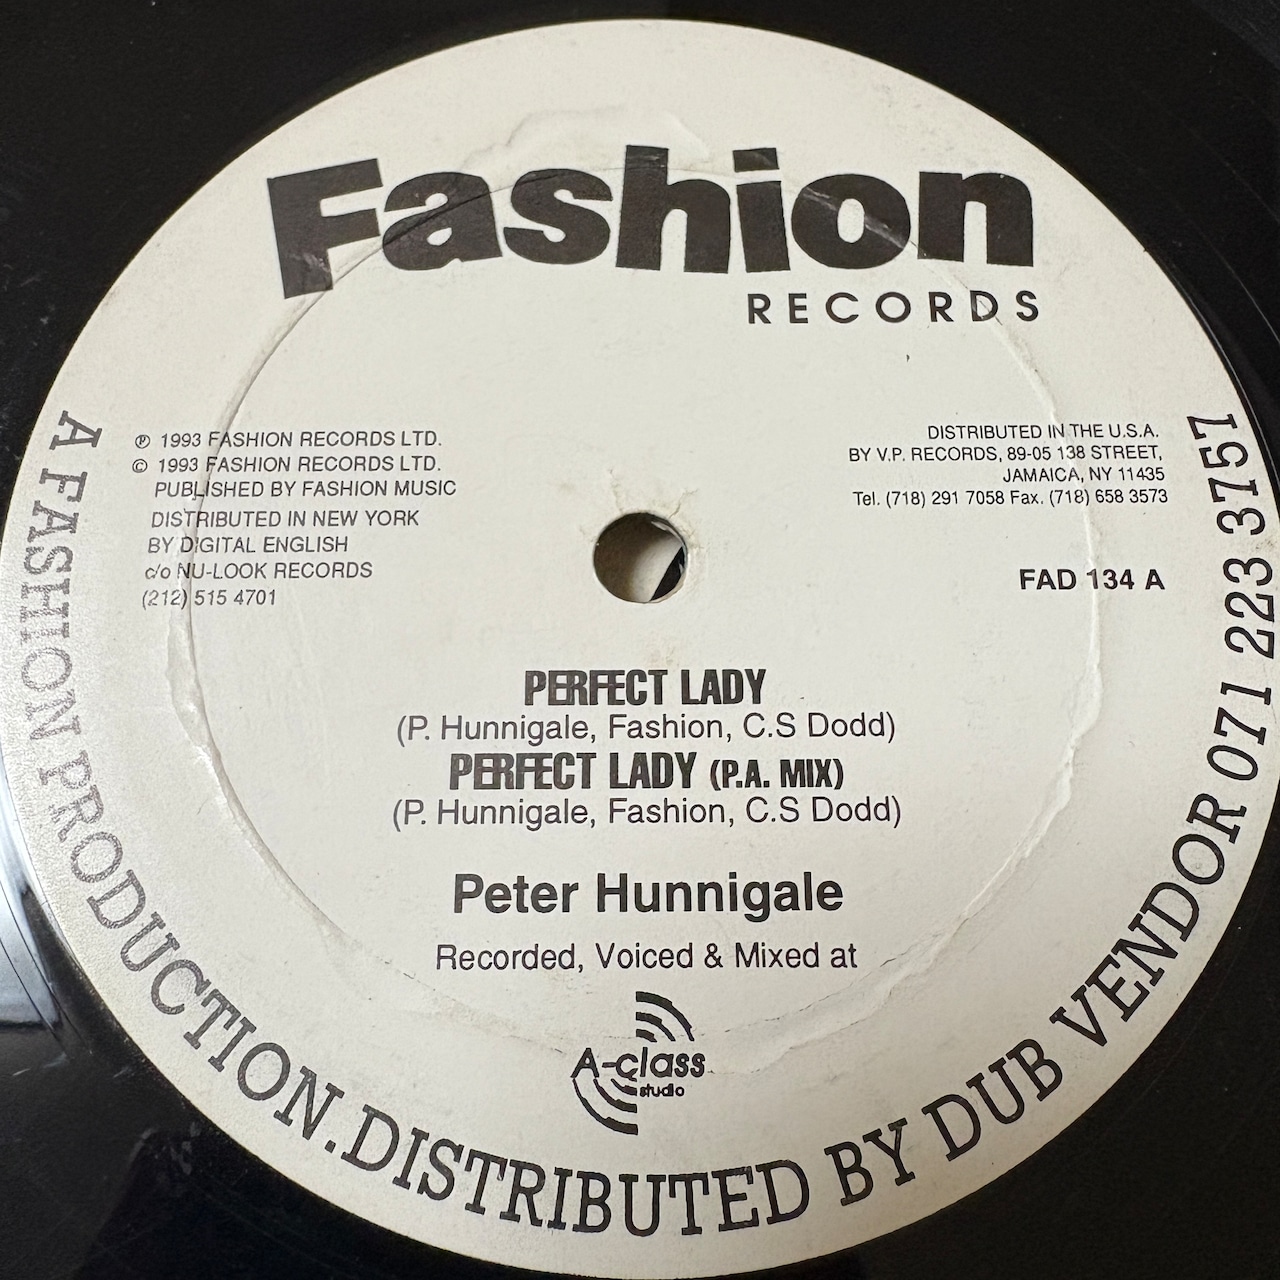 Fashion
RECORDS
℗ 1993 FASHION RECORDS LTD.
© 1993 FASHION RECORDS LTD.
PUBLISHED BY FASHION MUSIC
DISTRIBUTED IN NEW YORK
BY DIGITAL ENGLISH
c/o NU-LOOK RECORDS
(212) 515 4701
DISTRIBUTED IN THE U.S.A.
BY V.P. RECORDS, 89-05 138 STREET,
JAMAICA, NY 11435
Tel. (718) 291 7058 Fax. (718) 658 3573
FAD 134 A
PERFECT LADY
(P. Hunnigale, Fashion, C.S Dodd)
PERFECT LADY (P.A. MIX)
(P. Hunnigale, Fashion, C.S Dodd)
Peter Hunnigale
Recorded, Voiced & Mixed at
A-class
studio
A FASHION PRODUCTION. DISTRIBUTED BY DUB VENDOR 071 223 3757